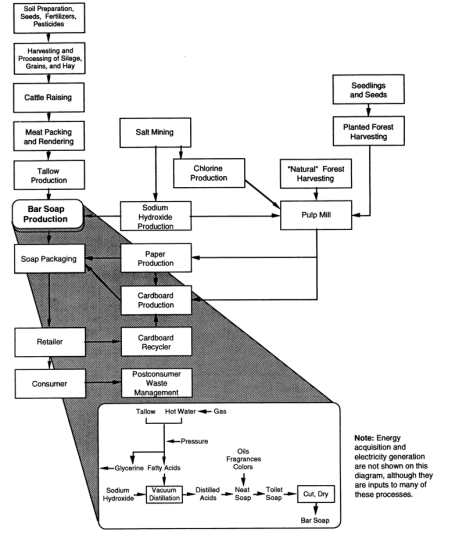 Soil Preparation,
Seeds, Fertilizers,
Pesticides
Harvesting and
Processing of Silage,
Grains, and Hay
Cattle Raising
Meat Packing
and Rendering
Tallow
Production
Bar Soap
Production
Soap Packaging
Retailer
Consumer
Salt Mining
Chlorine
Production
Sodium
Hydroxide
Production
Paper
Production
Cardboard
Production
Cardboard
Recycler
Postconsumer
Waste
Management
Seedlings
and Seeds
Planted Forest
Harvesting
"Natural" Forest
Harvesting
Pulp Mill
Tallow Hot Water Gas
Pressure
Glycerine Fatty Acids
Oils
Fragrances
Colors
Sodium
Hydroxide
Vacuum
Distillation
Distilled
Acids
Neat
Soap
Toilet
Soap
Cut, Dry
Bar Soap
Note: Energy
acquisition and
electricity generation
are not shown on this
diagram, although they
are inputs to many of
these processes.